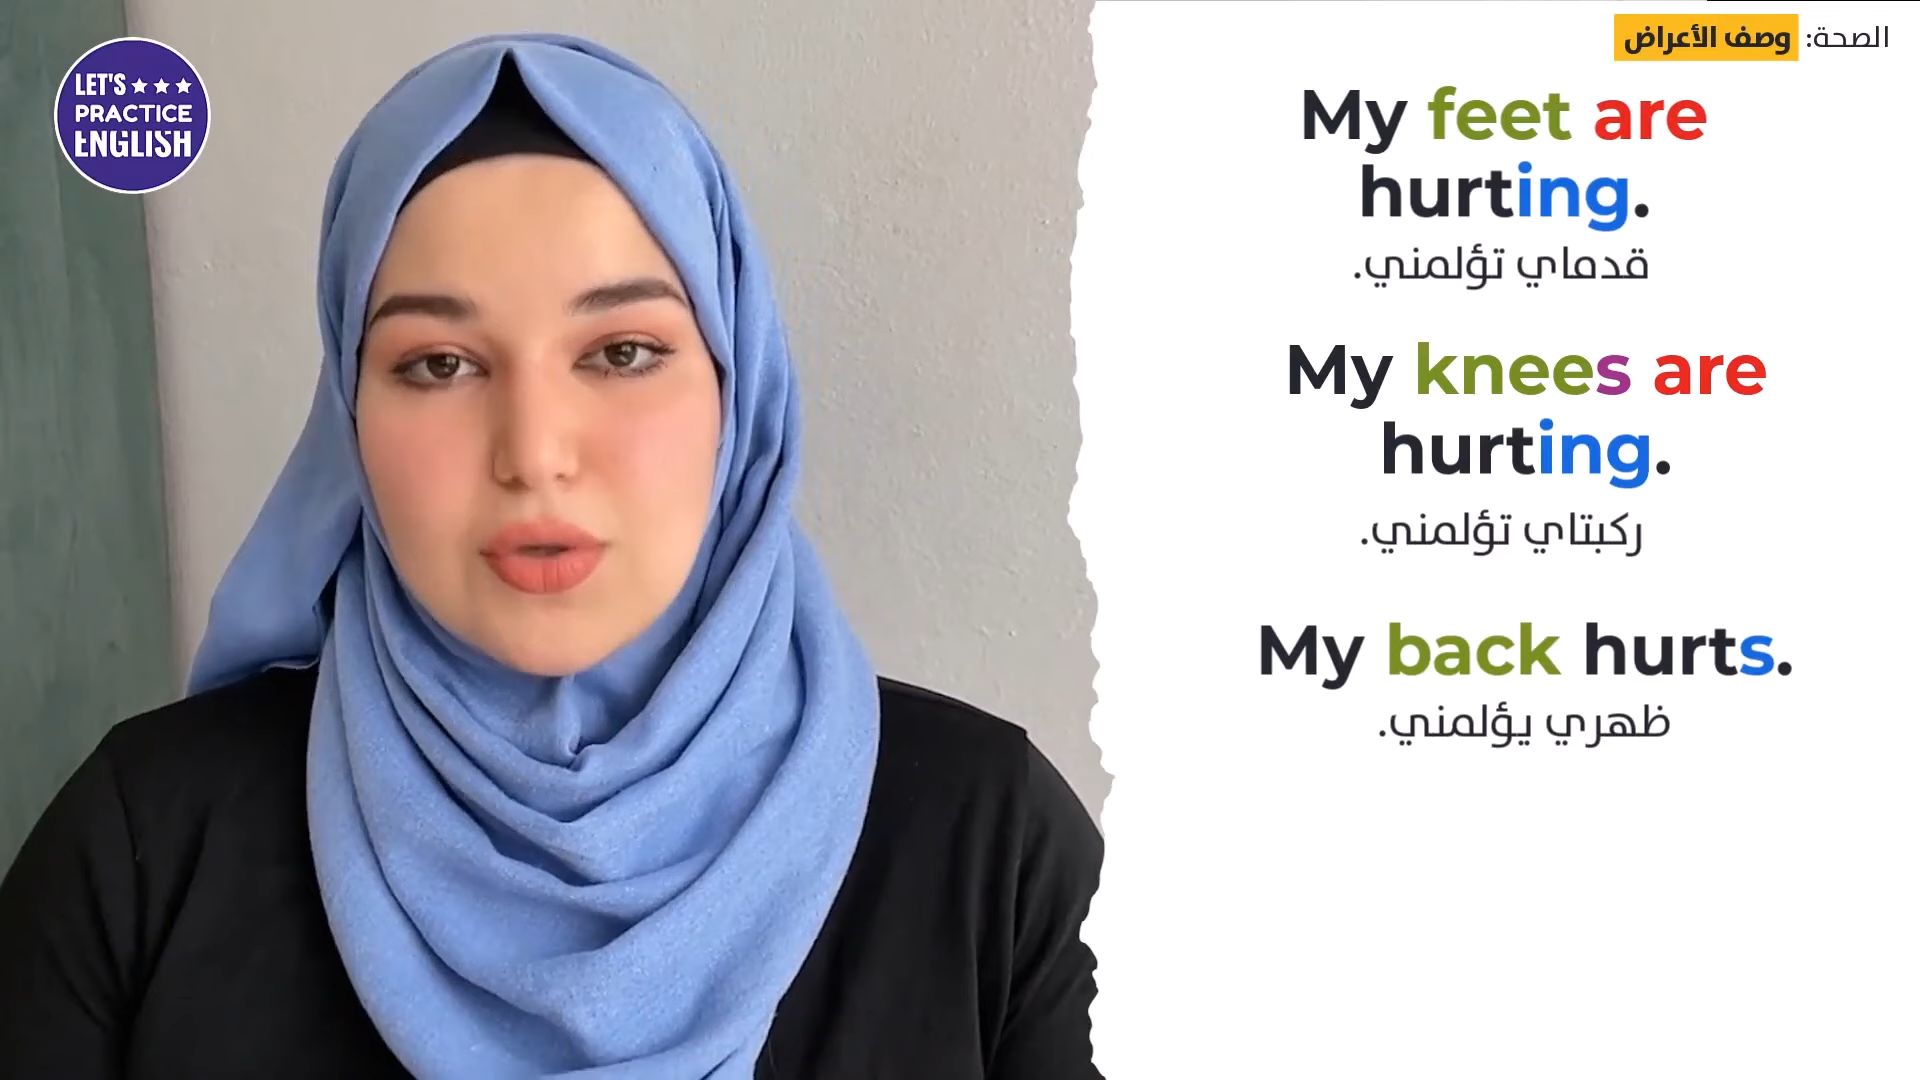 LET'S
PRACTICE
ENGLISH
الصحة: وصف الأعراض
My feet are
hurting.
قدماي تؤلمني.
My knees are
hurting.
ركبتاي تؤلمني.
My back hurts.
ظهري يؤلمني.